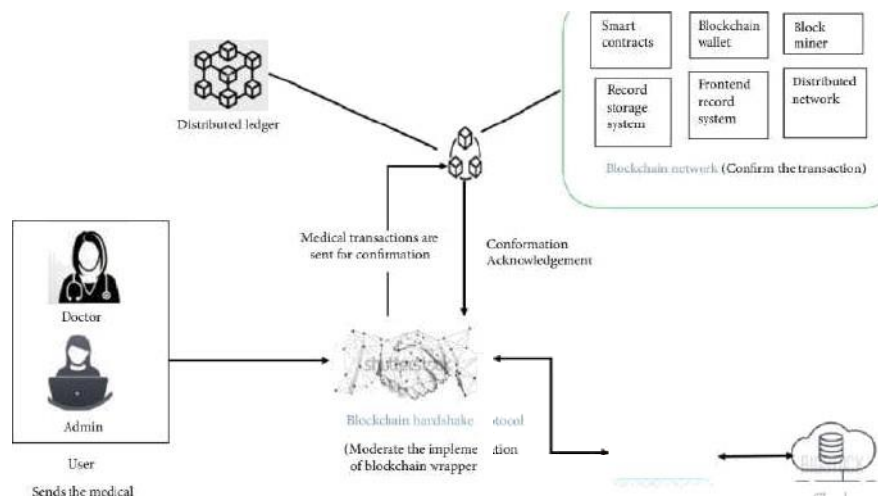 Smart
contracts
Blockchain
wallet
Block
miner
Record
storage
system
Frontend
record
system
Distributed
network
Blockchain network (Confirm the transaction)
Distributed ledger
Medical transactions are
sent for confirmation
Conformation
Acknowledgement
Doctor
Admin
User
Sends the medical
shutterstock
Blockchain handshake otocol
(Moderate the impleme tion
of blockchain wrapper